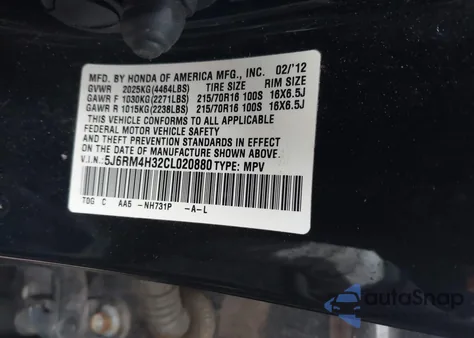 MFD. BY HONDA OF AMERICA MFG., INC. 02/'12
GVWR 2025KG(4464LBS) TIRE SIZE RIM SIZE
GAWR F 1030KG(2271LBS) 215/70R16 100S 16X6.5J
GAWR R 1015KG(2238LBS) 215/70R16 100S 16X6.5J
THIS VEHICLE CONFORMS TO ALL APPLICABLE
FEDERAL MOTOR VEHICLE SAFETY, BUMPER,
AND THEFT PREVENTION STANDARDS IN EFFECT
ON THE DATE OF MANUFACTURE SHOWN ABOVE.
V.I.N.: 5J6RM4H32CL020880 TYPE: MPV
TDG C AA5 -NH731P -A-L
autoSnap